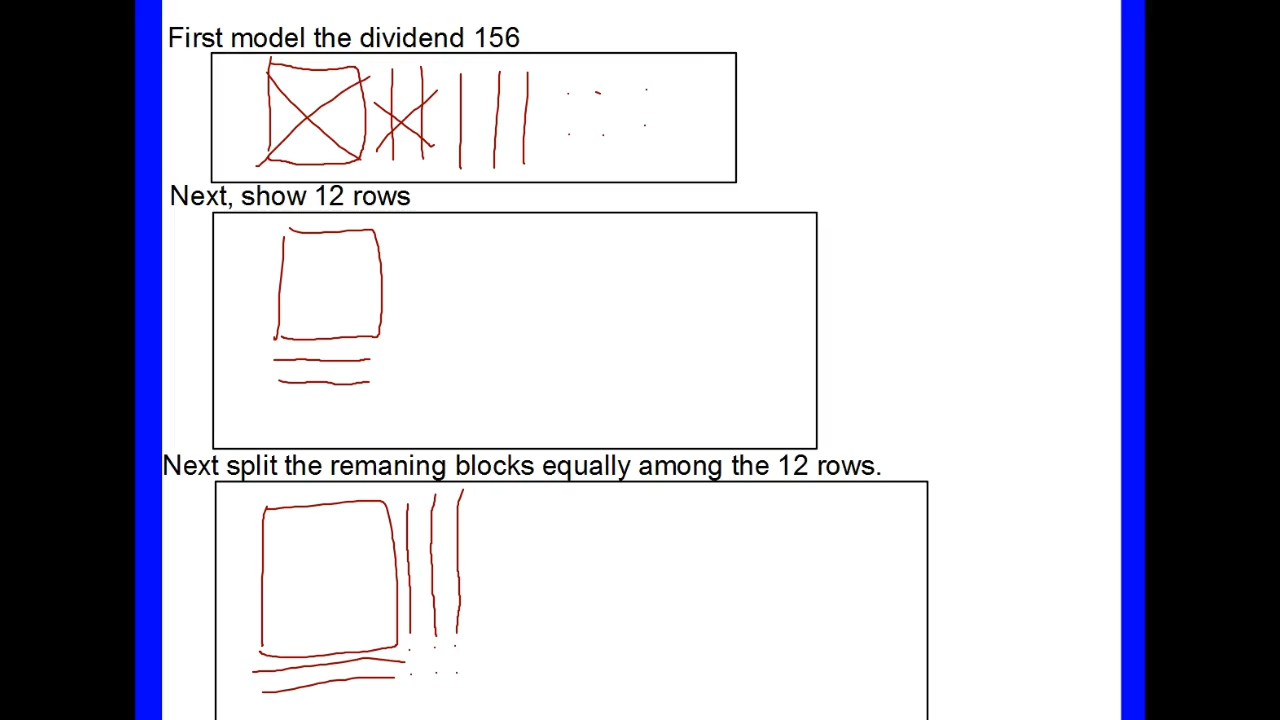 First model the dividend 156
Next, show 12 rows
Next split the remaning blocks equally among the 12 rows.